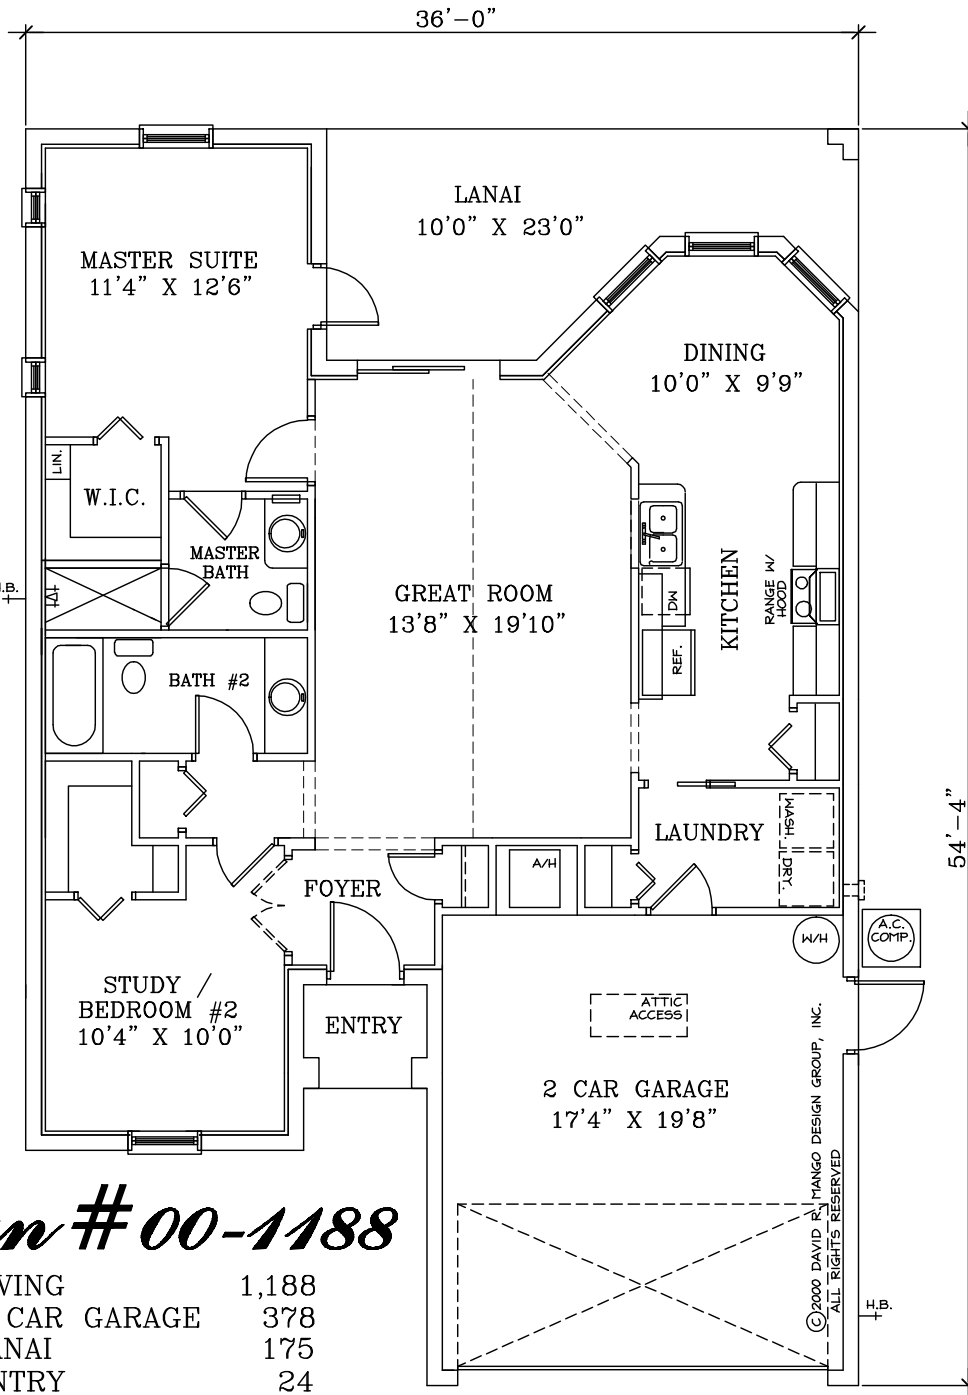 36'-0"
LANAI
10'0" X 23'0"
MASTER SUITE
11'4" X 12'6"
DINING
10'0" X 9'9"
LIN.
W.I.C.
MASTER
BATH
GREAT ROOM
13'8" X 19'10"
KITCHEN
RANGE W/
HOOD
DW
REF.
.B.
BATH #2
54'-4"
LAUNDRY
WASH.
DRY.
A/H
FOYER
W/H
A.C.
COMP.
STUDY /
BEDROOM #2
10'4" X 10'0"
ENTRY
ATTIC
ACCESS
2 CAR GARAGE
17'4" X 19'8"
©2000 DAVID R. MANGO DESIGN GROUP, INC.
ALL RIGHTS RESERVED
H.B.
an #00-1188
VING 1,188
CAR GARAGE 378
ANAI 175
NTRY 24